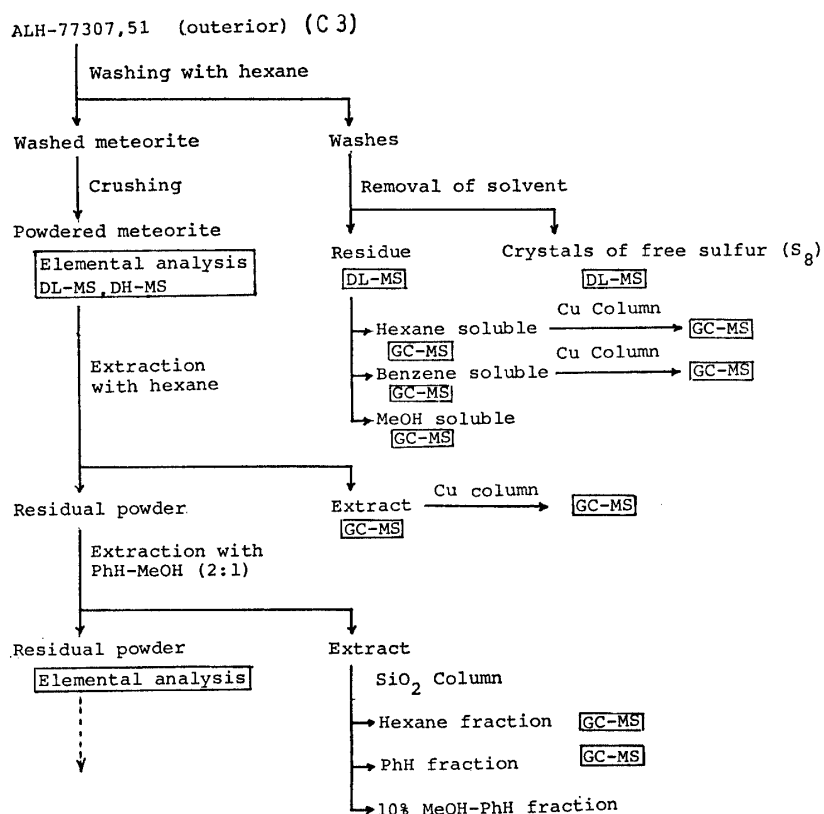 ALH-77307,51 (outerior) (C3)
Washing with hexane
Washed meteorite Washes
Crushing
Removal of solvent
Powdered meteorite
Elemental analysis
DL-MS,DH-MS
Residue Crystals of free sulfur (S8)
DL-MS DL-MS
Cu Column
Hexane soluble GC-MS
GC-MS
Cu Column
Benzene soluble GC-MS
GC-MS
MeOH soluble
GC-MS
Extraction
with hexane
Residual powder Extract Cu column GC-MS
GC-MS
Extraction with
PhH-MeOH (2:1)
Residual powder Extract
Elemental analysis
SiO2 Column
Hexane fraction GC-MS
PhH fraction GC-MS
10% MeOH-PhH fraction